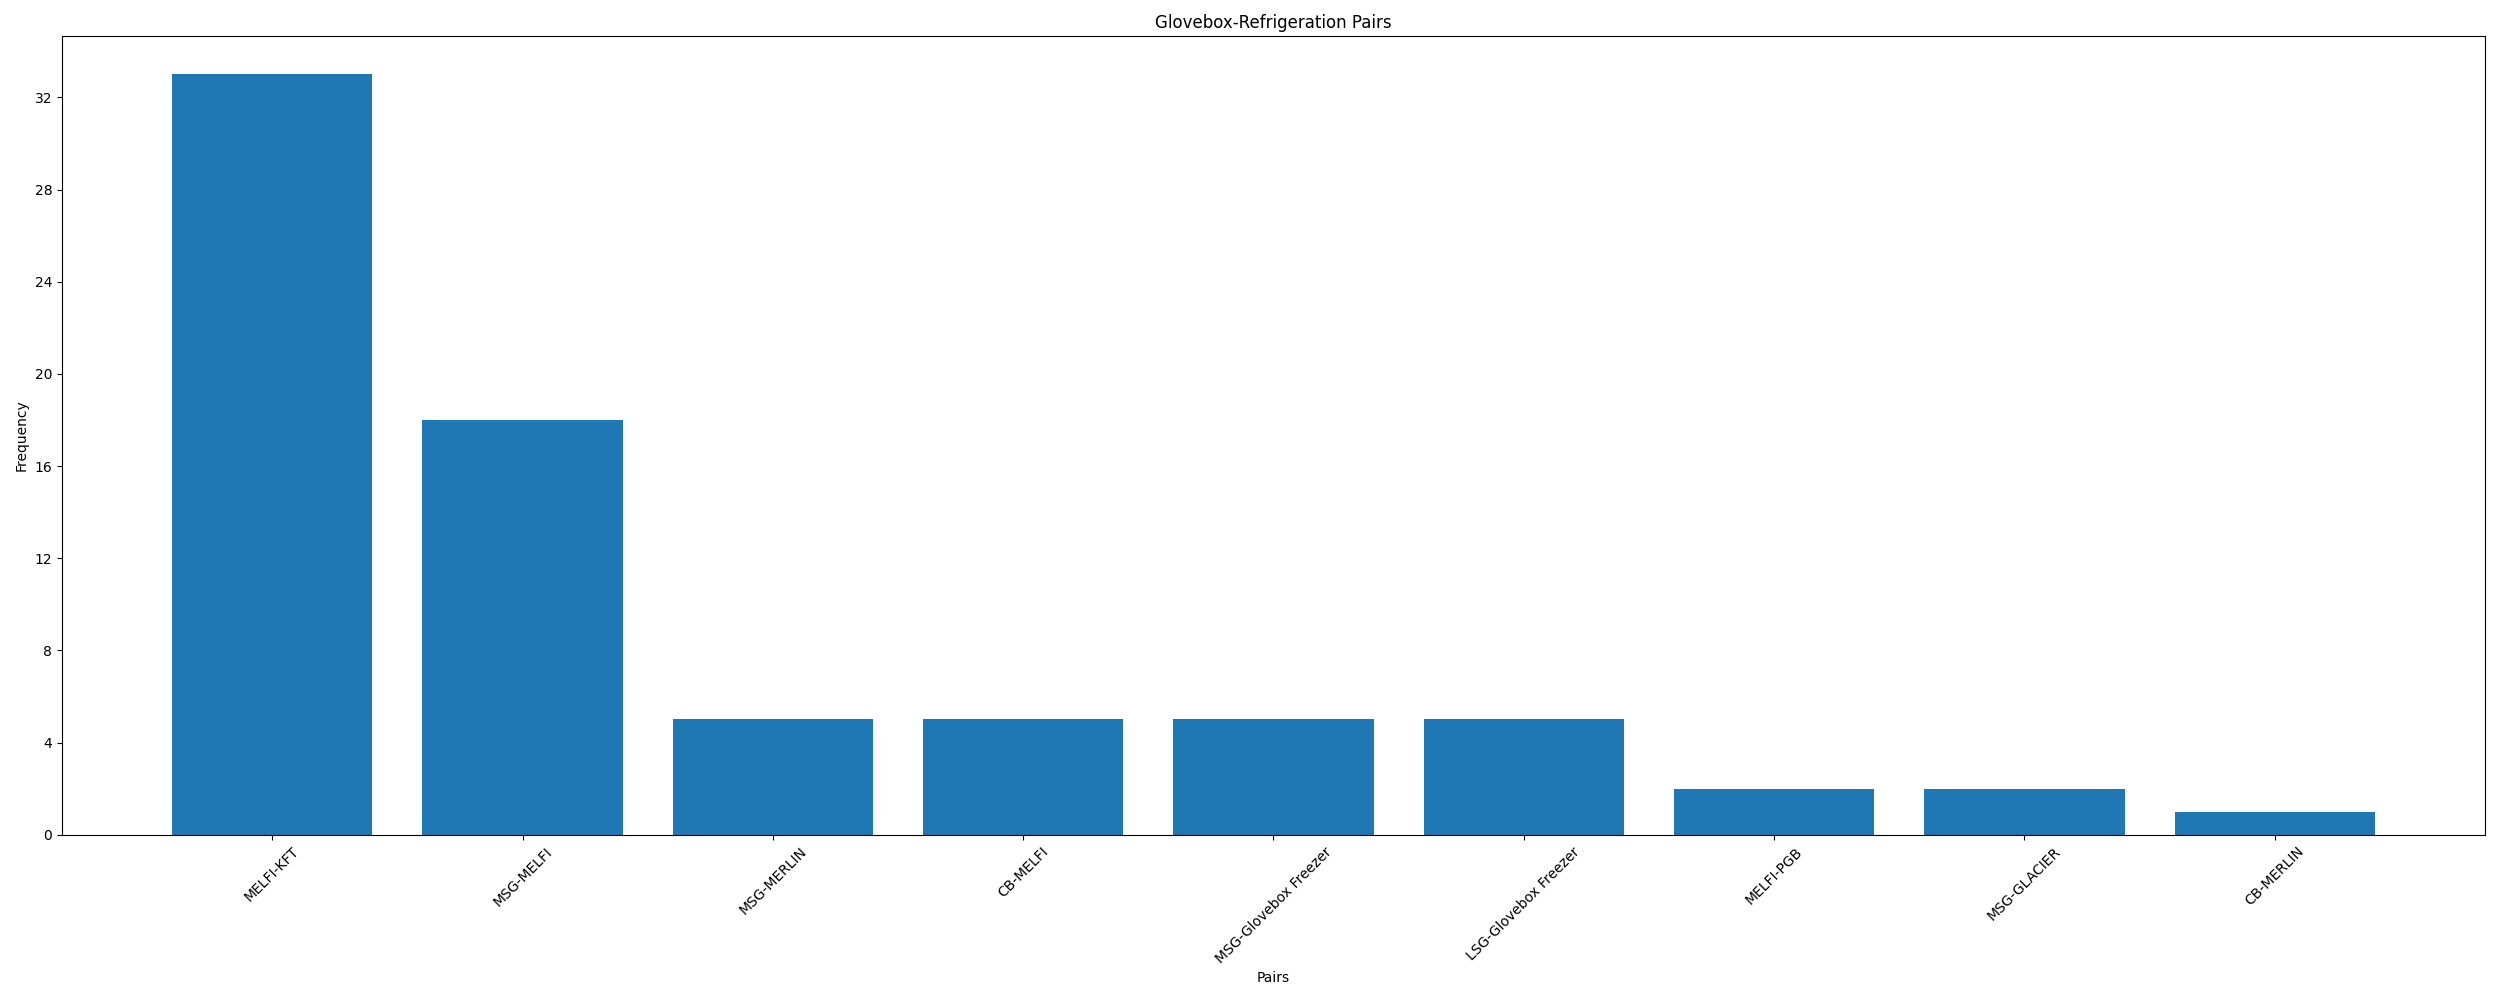 Glovebox-Refrigeration Pairs
Frequency
32
28
24
20
16
12
8
4
0
MELFI-KFT
MSG-MELFI
MSG-MERLIN
CB-MELFI
MSG-Glovebox Freezer
LSG-Glovebox Freezer
MELFI-PGB
MSG-GLACIER
CB-MERLIN
Pairs